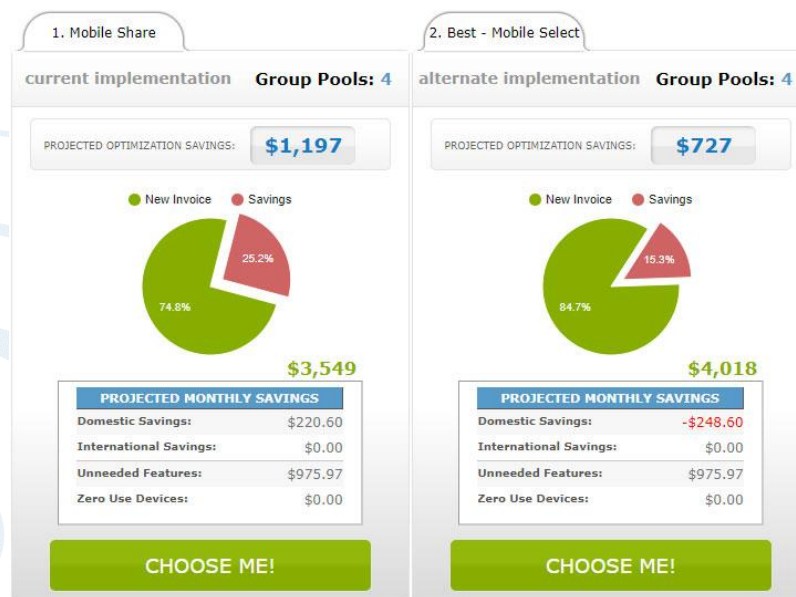 1. Mobile Share
current implementation Group Pools: 4
PROJECTED OPTIMIZATION SAVINGS: $1,197
New Invoice Savings
25.2%
74.8%
$3,549
PROJECTED MONTHLY SAVINGS
Domestic Savings: $220.60
International Savings: $0.00
Unneeded Features: $975.97
Zero Use Devices: $0.00
CHOOSE ME!
2. Best - Mobile Select
alternate implementation Group Pools: 4
PROJECTED OPTIMIZATION SAVINGS: $727
New Invoice Savings
15.3%
84.7%
$4,018
PROJECTED MONTHLY SAVINGS
Domestic Savings: -$248.60
International Savings: $0.00
Unneeded Features: $975.97
Zero Use Devices: $0.00
CHOOSE ME!